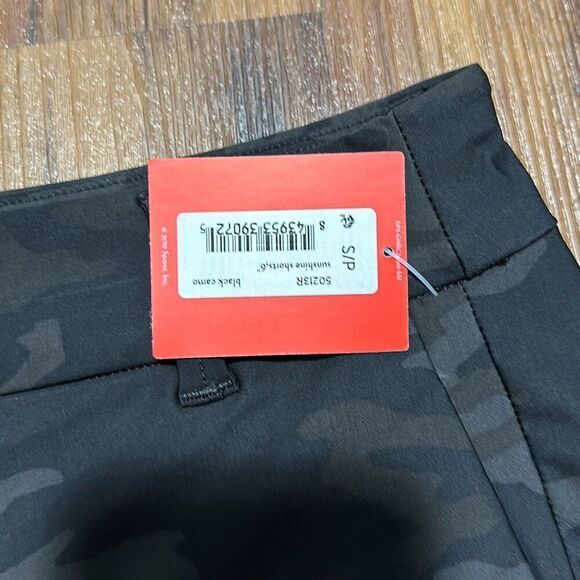 50213R
black camo
sunshine shorts,6"
S/P
8 43953 39072 5
© 2019 Spanx, Inc.